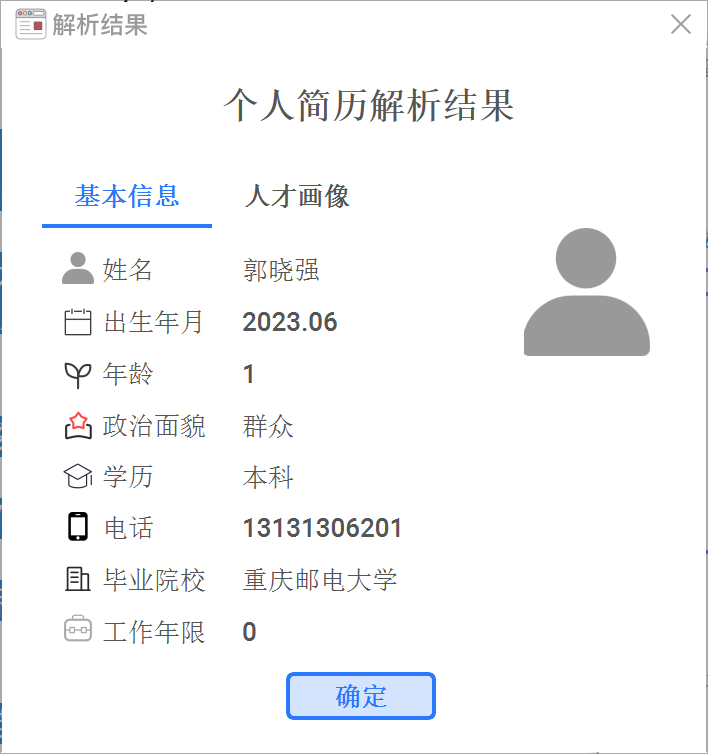 解析结果
个人简历解析结果
基本信息 人才画像
姓名 郭晓强
出生年月 2023.06
年龄 1
政治面貌 群众
学历 本科
电话 13131306201
毕业院校 重庆邮电大学
工作年限 0
确定